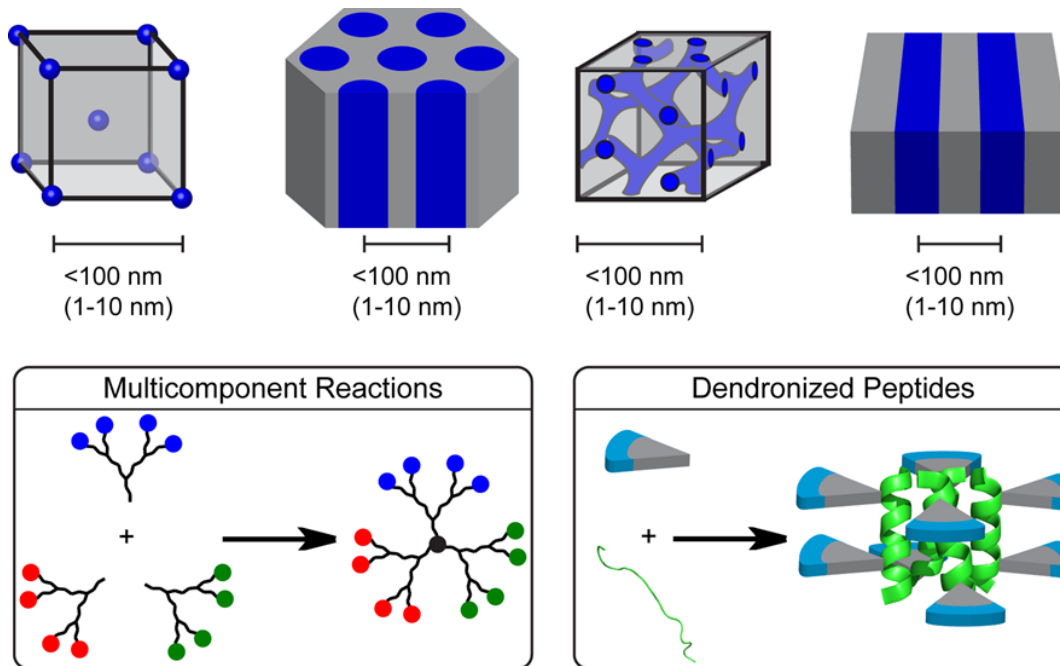 <100 nm
(1-10 nm)
<100 nm
(1-10 nm)
<100 nm
(1-10 nm)
<100 nm
(1-10 nm)
Multicomponent Reactions
+
Dendronized Peptides
+